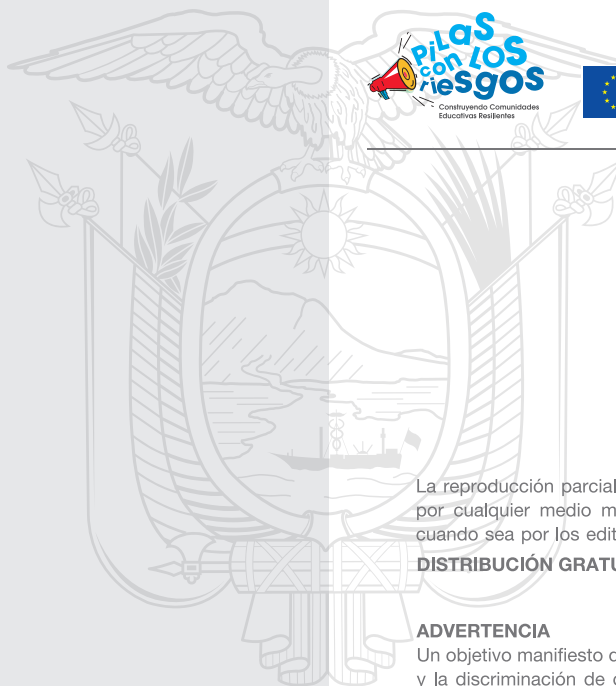 PiLaS
con LOS
riesgos
Construyendo Comunidades
Educativas Resilientes
La reproducción parcial
por cualquier medio m
cuando sea por los edit
DISTRIBUCIÓN GRATU
ADVERTENCIA
Un objetivo manifiesto d
y la discriminación de